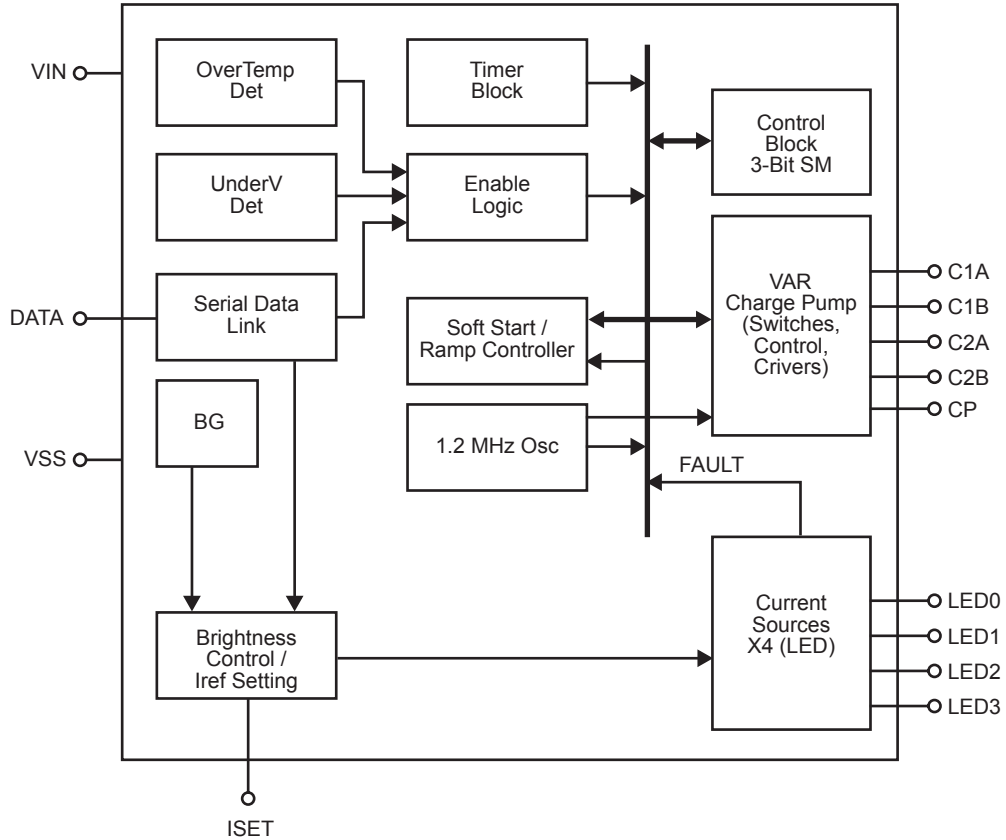 VIN
OverTemp
Det
Timer
Block
Control
Block
3-Bit SM
UnderV
Det
Enable
Logic
DATA
Serial Data
Link
Soft Start /
Ramp Controller
VAR
Charge Pump
(Switches,
Control,
Crivers)
C1A
C1B
C2A
C2B
CP
BG
VSS
1.2 MHz Osc
FAULT
Brightness
Control /
Iref Setting
Current
Sources
X4 (LED)
LED0
LED1
LED2
LED3
ISET